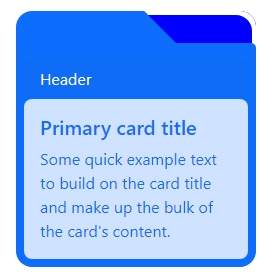 Header
Primary card title
Some quick example text
to build on the card title
and make up the bulk of
the card's content.